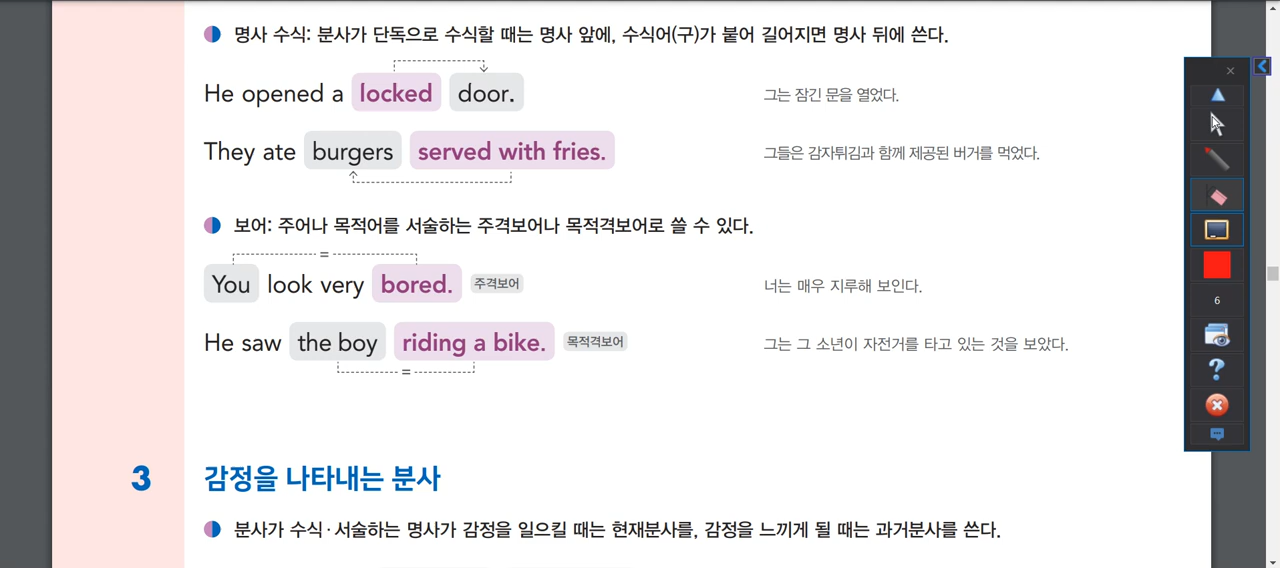 명사 수식: 분사가 단독으로 수식할 때는 명사 앞에, 수식어(구)가 붙어 길어지면 명사 뒤에 쓴다.
He opened a locked door. 그는 잠긴 문을 열었다.
They ate burgers served with fries. 그들은 감자튀김과 함께 제공된 버거를 먹었다.
보어: 주어나 목적어를 서술하는 주격보어나 목적격보어로 쓸 수 있다.
=
You look very bored. 주격보어 너는 매우 지루해 보인다.
He saw the boy riding a bike. 목적격보어 그는 그 소년이 자전거를 타고 있는 것을 보았다.
=
3 감정을 나타내는 분사
분사가 수식·서술하는 명사가 감정을 일으킬 때는 현재분사를, 감정을 느끼게 될 때는 과거분사를 쓴다.
6